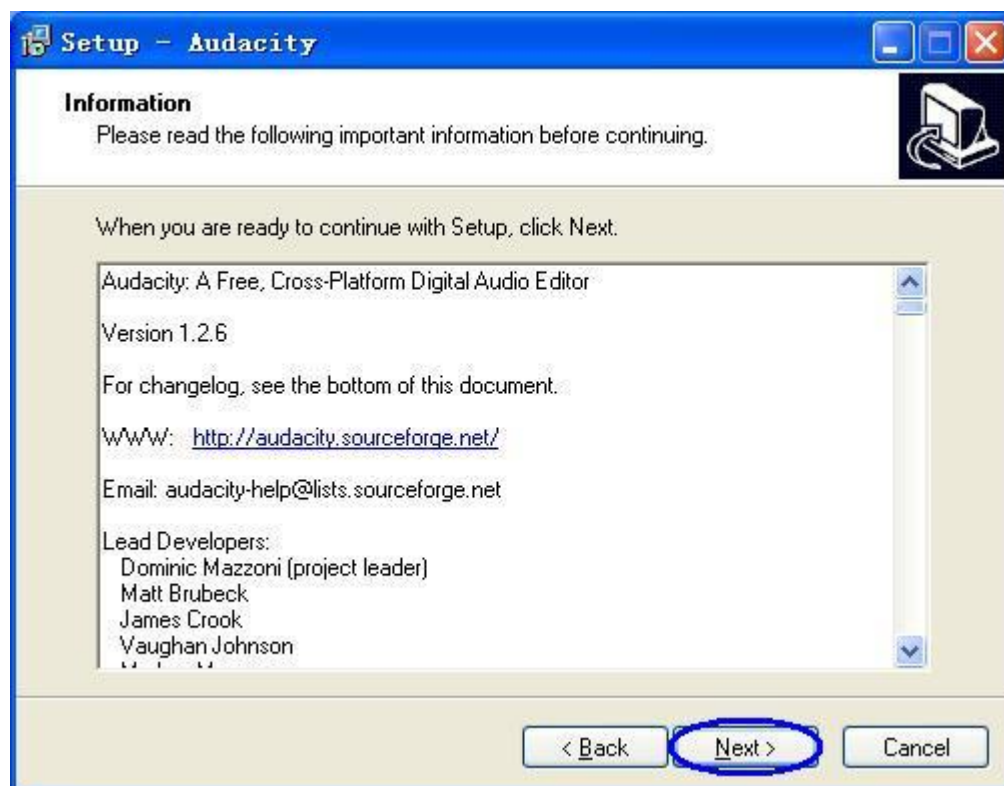 Setup - Audacity
Information
Please read the following important information before continuing.
When you are ready to continue with Setup, click Next.
Audacity: A Free, Cross-Platform Digital Audio Editor
Version 1.2.6
For changelog, see the bottom of this document.
WWW: http://audacity.sourceforge.net/
Email: audacity-help@lists.sourceforge.net
Lead Developers:
Dominic Mazzoni (project leader)
Matt Brubeck
James Crook
Vaughan Johnson
< Back
Next >
Cancel